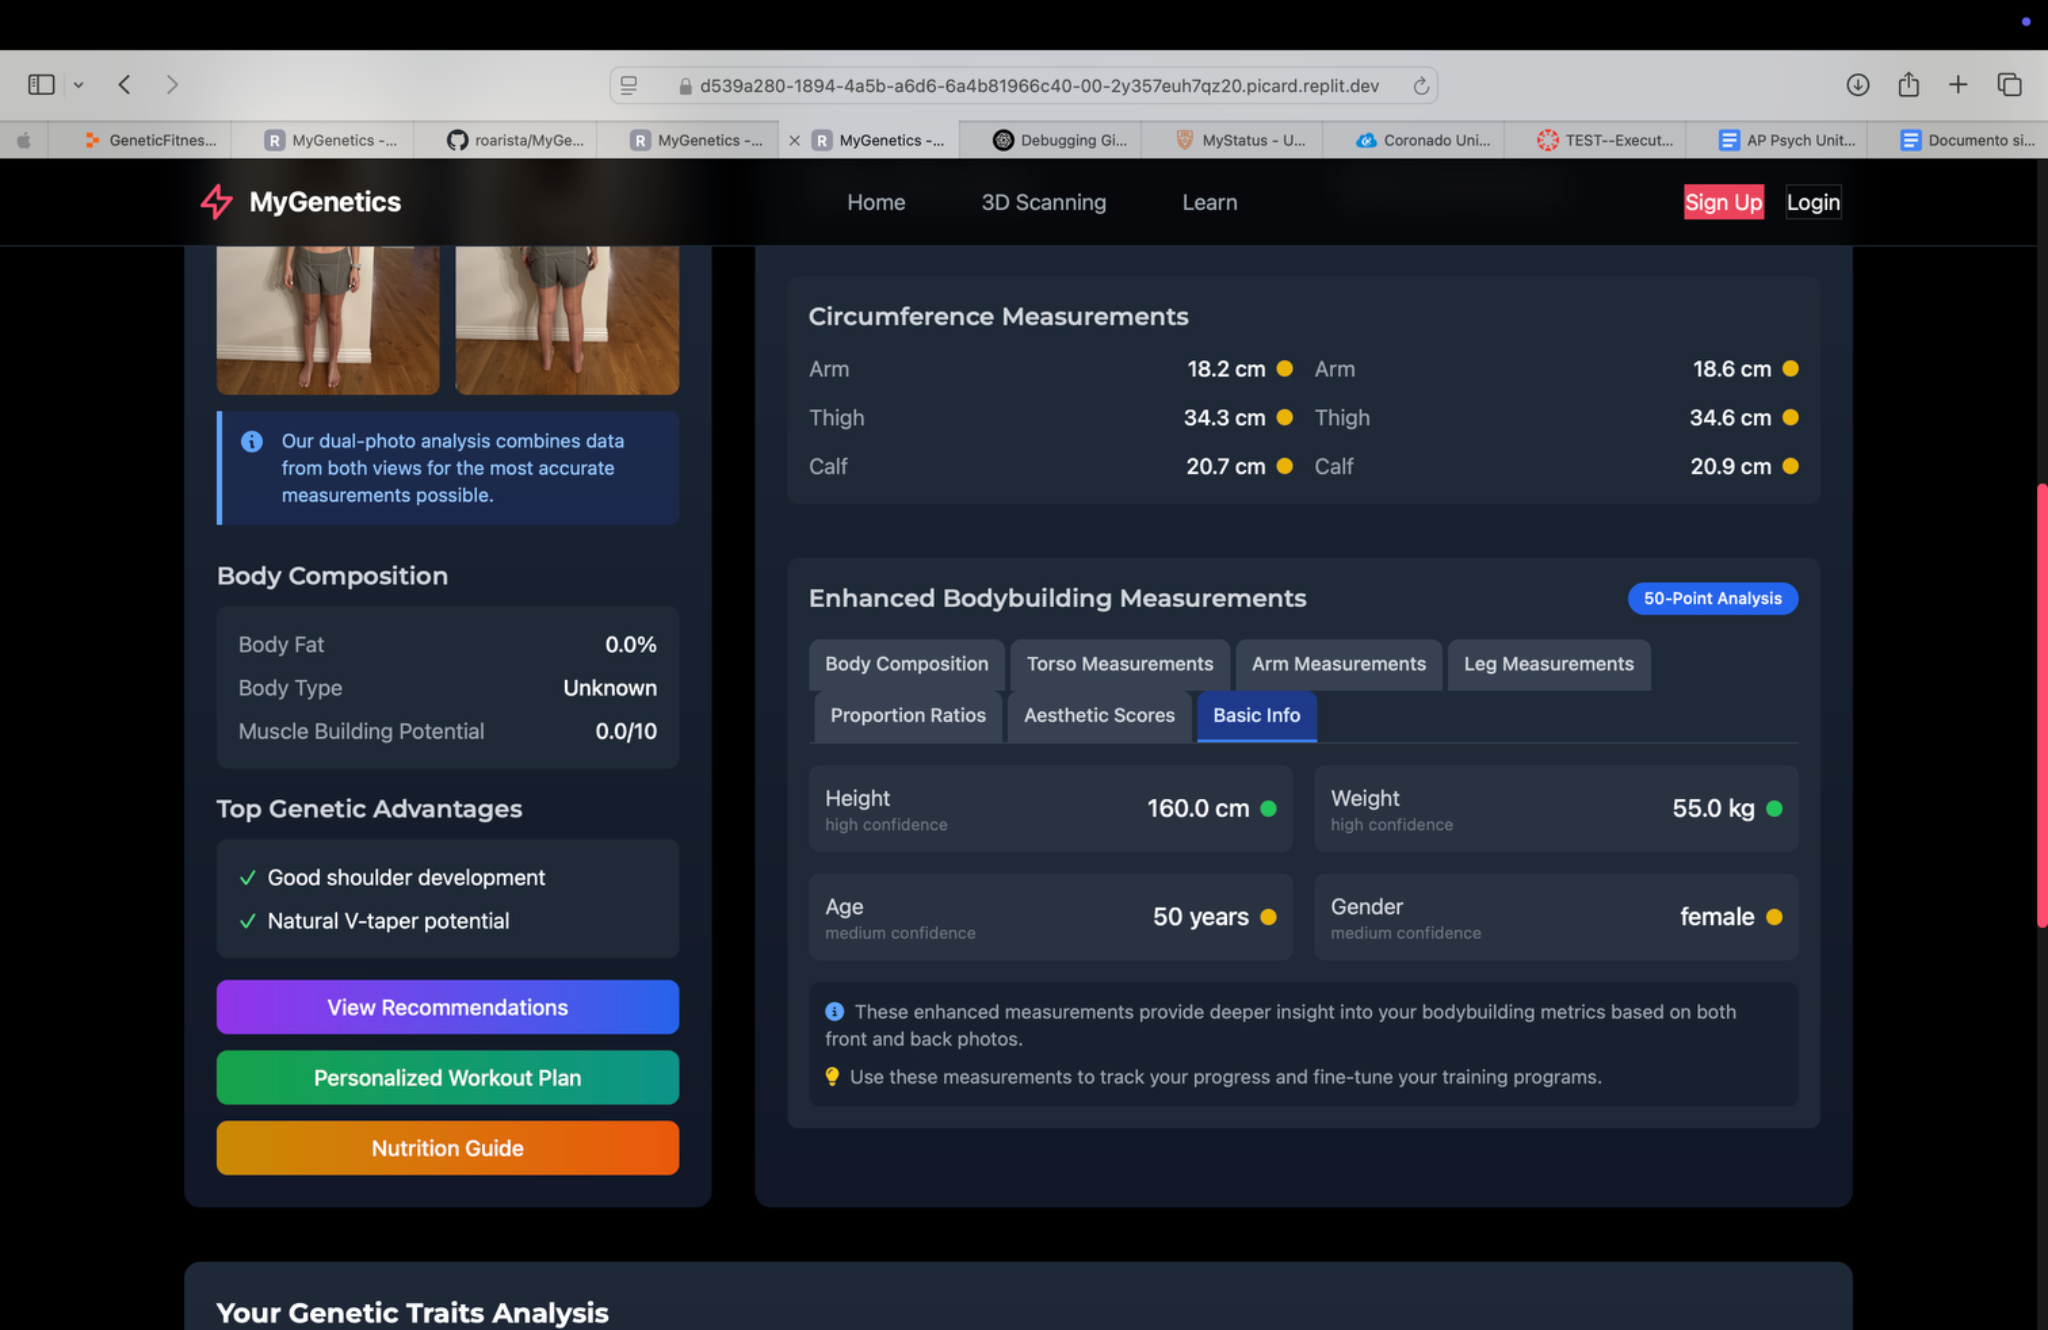 d539a280-1894-4a5b-a6d6-6a4b81966c40-00-2y357euh7qz20.picard.replit.dev
GeneticFitnes...
MyGenetics -...
roarista/MyGe...
MyGenetics -...
MyGenetics -...
Debugging Gi...
MyStatus - U...
Coronado Uni...
TEST--Execut...
AP Psych Unit...
Documento si...
MyGenetics
Home
3D Scanning
Learn
Sign Up
Login
Our dual-photo analysis combines data
from both views for the most accurate
measurements possible.
Body Composition
Body Fat 0.0%
Body Type Unknown
Muscle Building Potential 0.0/10
Top Genetic Advantages
Good shoulder development
Natural V-taper potential
View Recommendations
Personalized Workout Plan
Nutrition Guide
Circumference Measurements
Arm 18.2 cm Arm 18.6 cm
Thigh 34.3 cm Thigh 34.6 cm
Calf 20.7 cm Calf 20.9 cm
Enhanced Bodybuilding Measurements
50-Point Analysis
Body Composition Torso Measurements Arm Measurements Leg Measurements
Proportion Ratios Aesthetic Scores Basic Info
Height 160.0 cm
high confidence
Weight 55.0 kg
high confidence
Age 50 years
medium confidence
Gender female
medium confidence
These enhanced measurements provide deeper insight into your bodybuilding metrics based on both
front and back photos.
Use these measurements to track your progress and fine-tune your training programs.
Your Genetic Traits Analysis